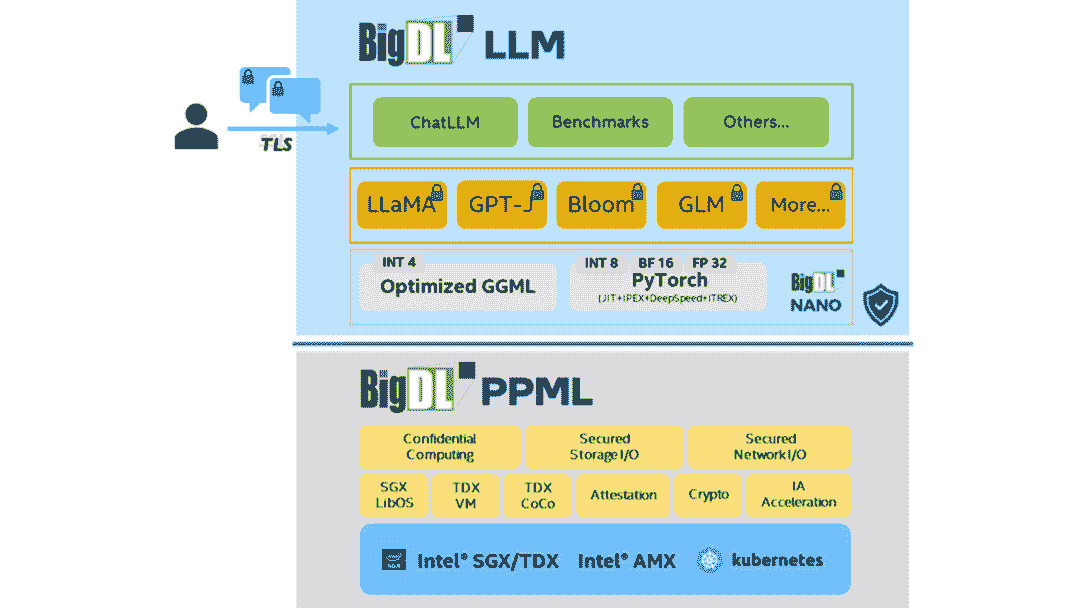 BigDL LLM
TLS
ChatLLM Benchmarks Others...
LLaMA GPT-J Bloom GLM More...
INT 4 INT 8 BF 16 FP 32
Optimized GGML PyTorch
(JIT+IPEX+DeepSpeed+ITREX)
BigDL
NANO
BigDL PPML
Confidential
Computing
Secured
Storage I/O
Secured
Network I/O
SGX
LibOS
TDX
VM
TDX
CoCo
Attestation
Crypto
IA
Acceleration
Intel® SGX/TDX Intel® AMX kubernetes